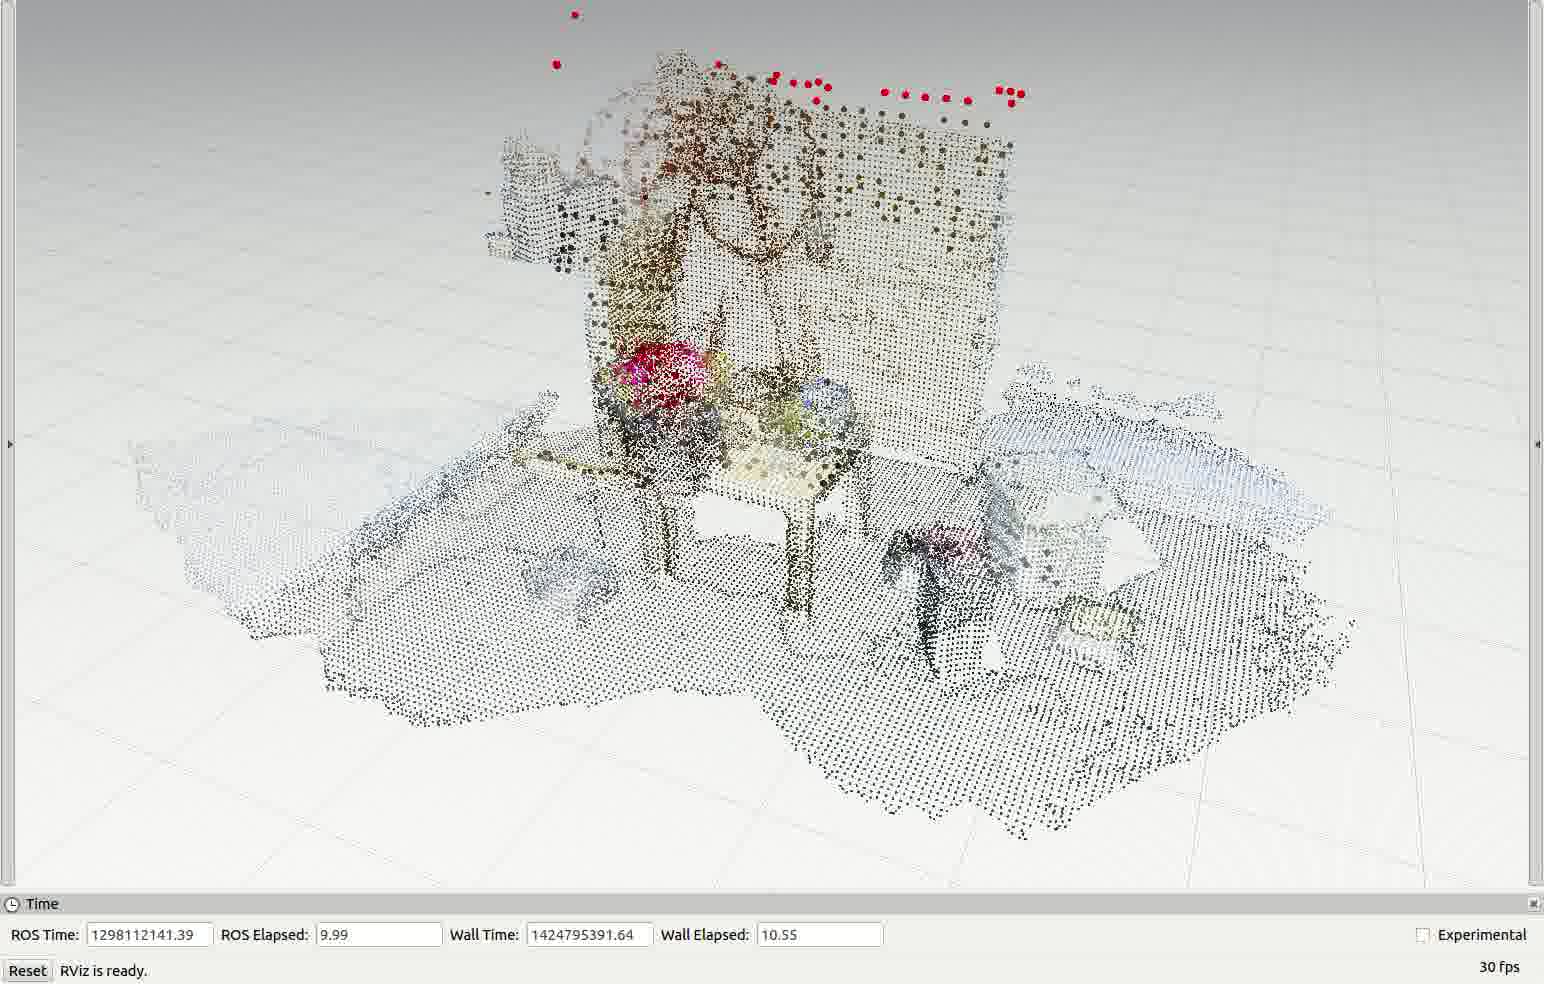 Time
ROS Time: 1298112141.39 ROS Elapsed: 9.99 Wall Time: 1424795391.64 Wall Elapsed: 10.55 Experimental
Reset RViz is ready. 30 fps